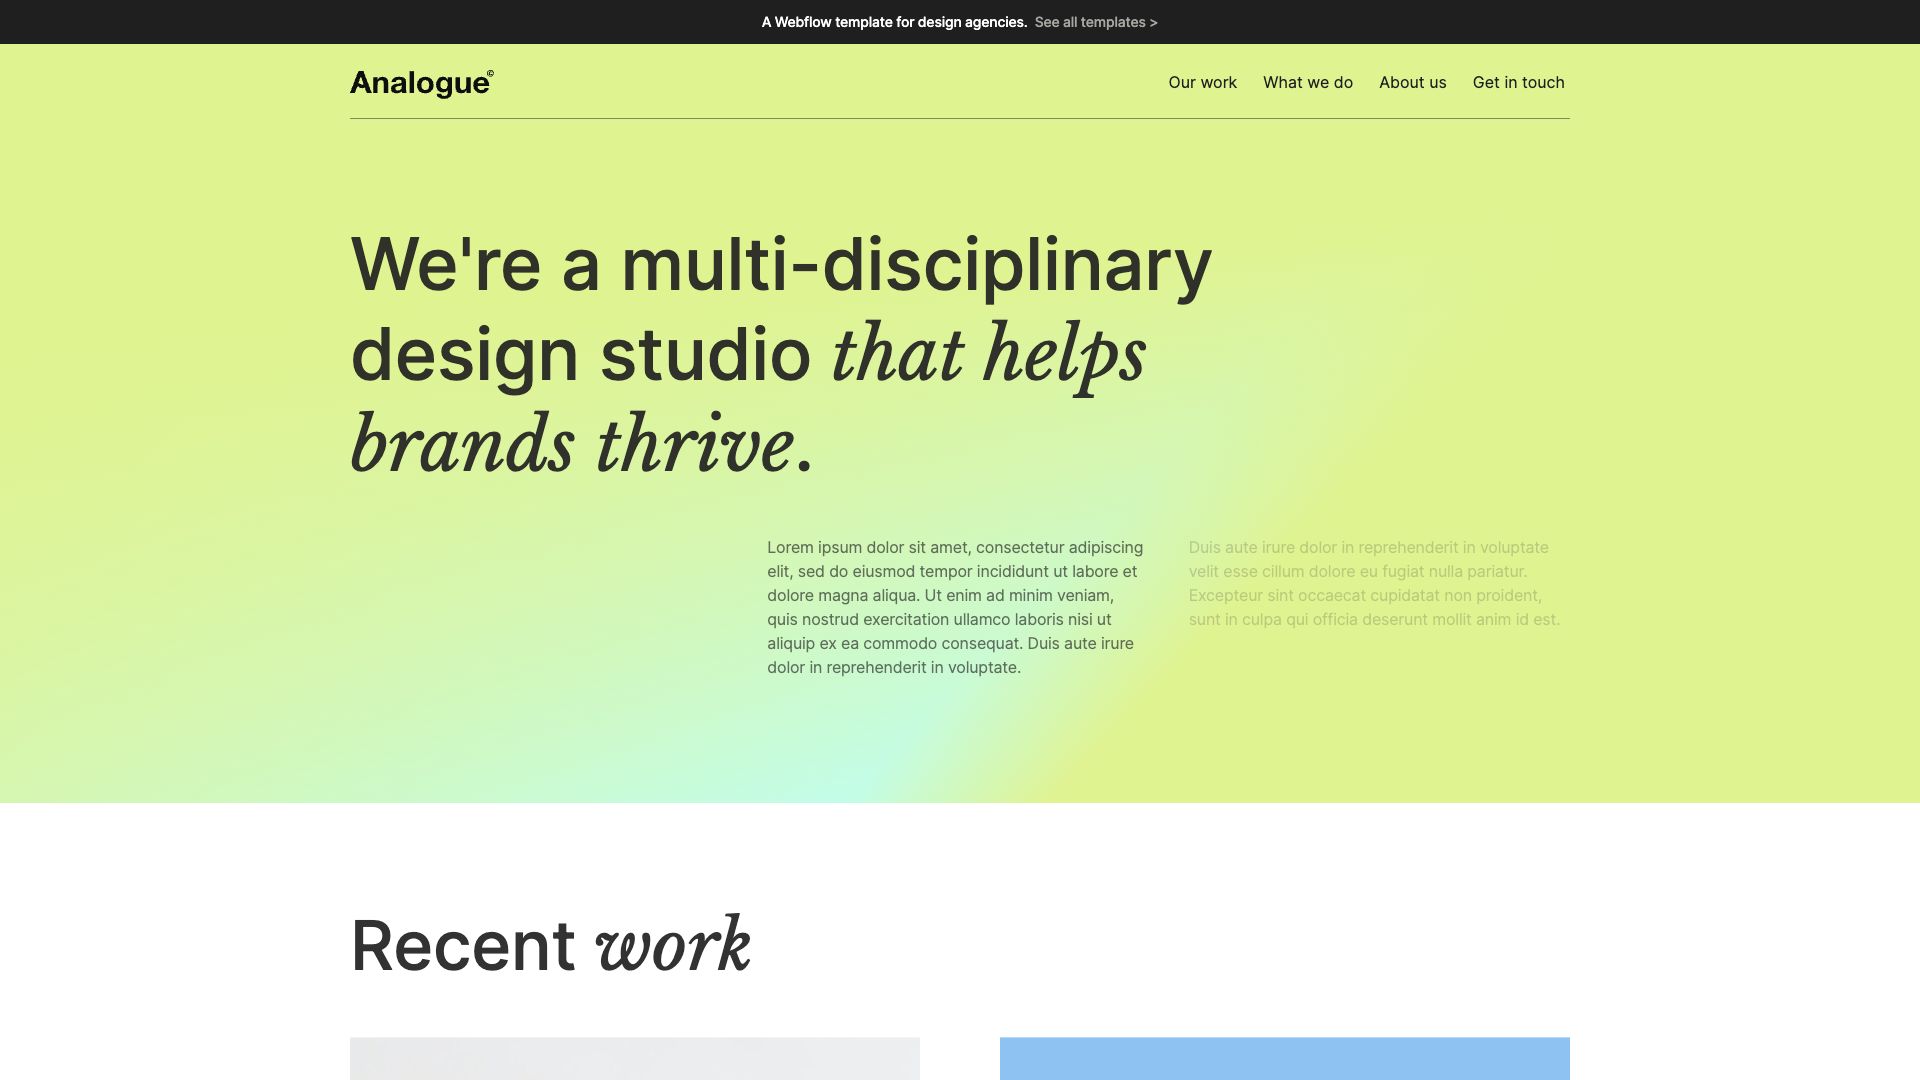 A Webflow template for design agencies. See all templates >
Analogue©
Our work What we do About us Get in touch
We're a multi-disciplinary
design studio that helps
brands thrive.
Lorem ipsum dolor sit amet, consectetur adipiscing
elit, sed do eiusmod tempor incididunt ut labore et
dolore magna aliqua. Ut enim ad minim veniam,
quis nostrud exercitation ullamco laboris nisi ut
aliquip ex ea commodo consequat. Duis aute irure
dolor in reprehenderit in voluptate.
Duis aute irure dolor in reprehenderit in voluptate
velit esse cillum dolore eu fugiat nulla pariatur.
Excepteur sint occaecat cupidatat non proident,
sunt in culpa qui officia deserunt mollit anim id est.
Recent work